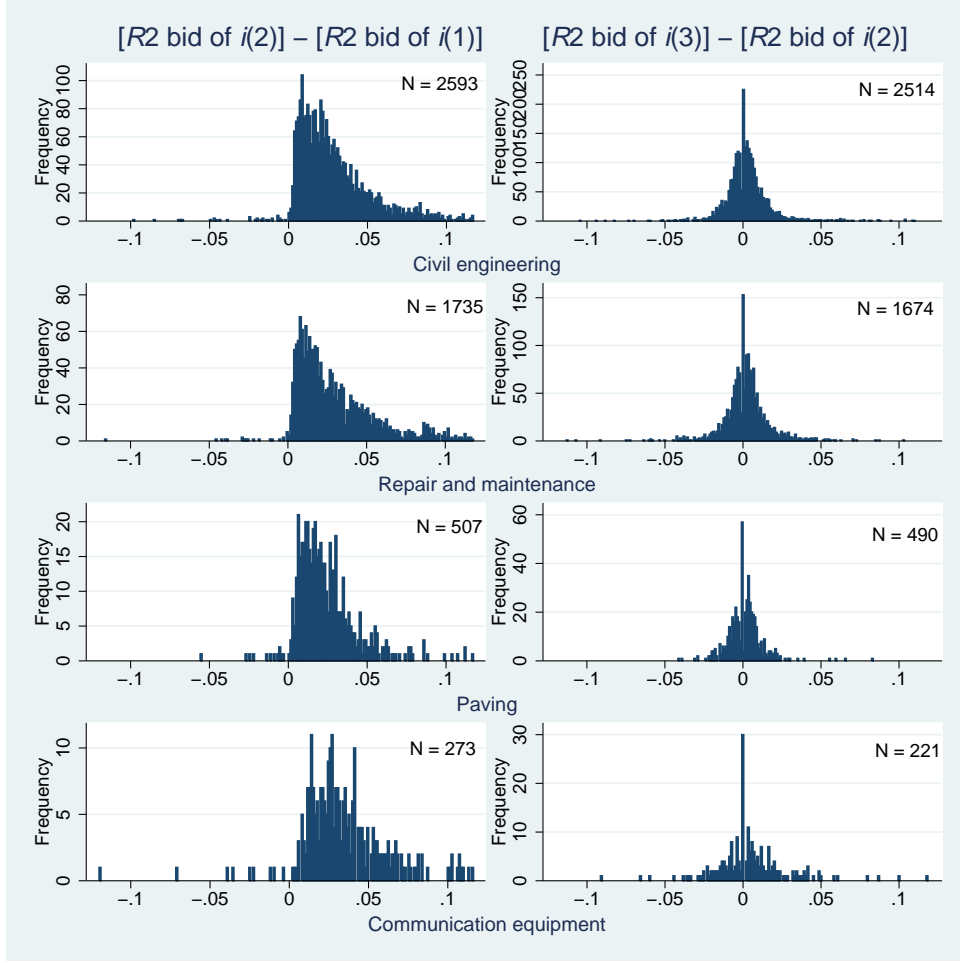 [R2 bid of i(2)] − [R2 bid of i(1)] [R2 bid of i(3)] − [R2 bid of i(2)]
N = 2593
Frequency
0 20 40 60 80 100
−.1 −.05 0 .05 .1
N = 2514
Frequency
0 50 100 150 200 250
−.1 −.05 0 .05 .1
Civil engineering
N = 1735
Frequency
0 20 40 60 80
−.1 −.05 0 .05 .1
N = 1674
Frequency
0 50 100 150
−.1 −.05 0 .05 .1
Repair and maintenance
N = 507
Frequency
0 5 10 15 20
−.1 −.05 0 .05 .1
N = 490
Frequency
0 20 40 60
−.1 −.05 0 .05 .1
Paving
N = 273
Frequency
0 5 10
−.1 −.05 0 .05 .1
N = 221
Frequency
0 10 20 30
−.1 −.05 0 .05 .1
Communication equipment